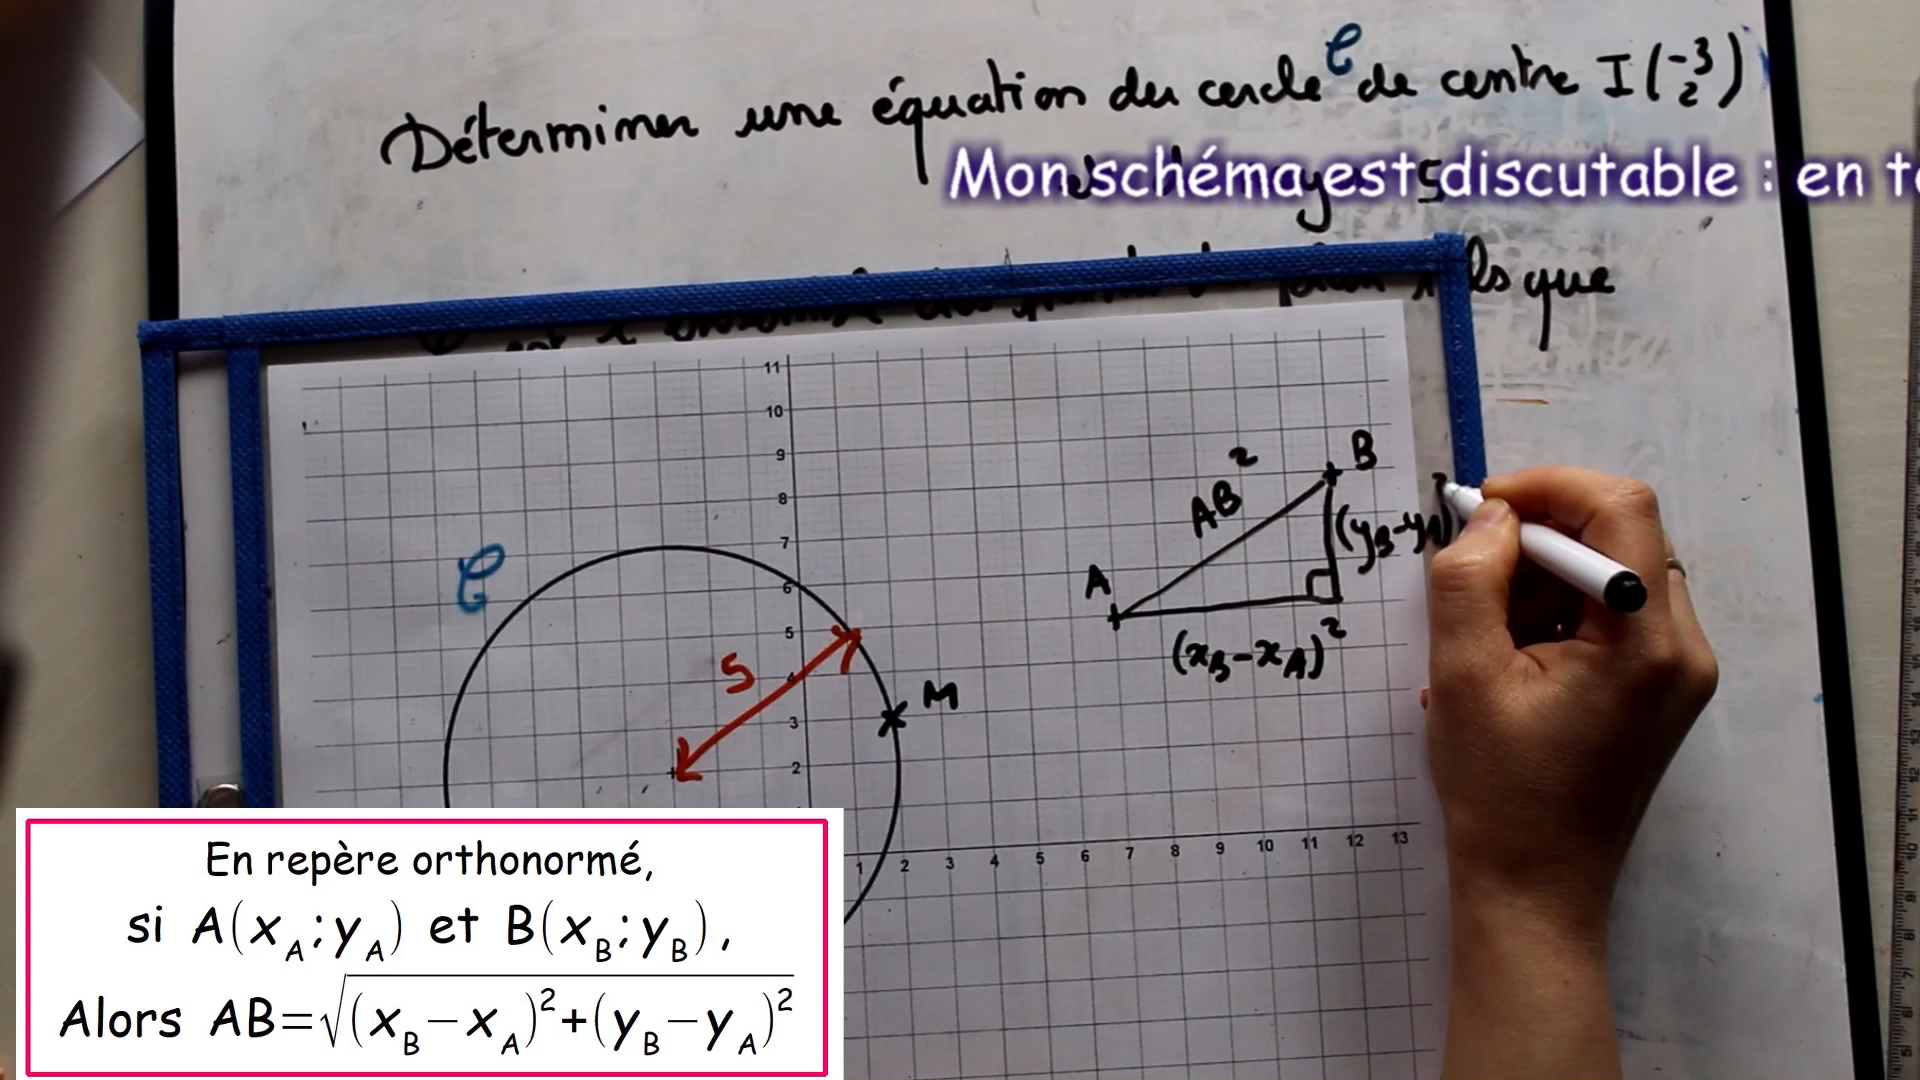 Déterminer une équation du cercle C de centre I(-3 2)
Mon schéma est discutable : en t
5
ls que
11
10
9
8
7
6
5
4
3
2
C
5
M
AB²
B
A
(yB-yA)²
(xB-xA)²
1 2 3 4 5 6 7 8 9 10 11 12 13
En repère orthonormé,
si A(xA;yA) et B(xB;yB),
Alors AB=√(xB-xA)²+(yB-yA)²